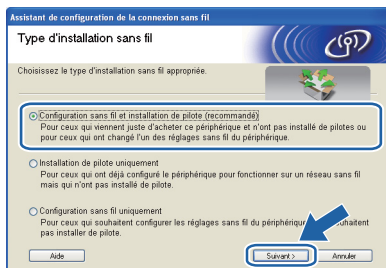 Assistant de configuration de la connexion sans fil
Type d'installation sans fil
Choisissez le type d'installation sans fil appropriée.
Configuration sans fil et installation de pilote (recommandé)
Pour ceux qui viennent juste d'acheter ce périphérique et n'ont pas installé de pilotes ou
pour ceux qui ont changé l'un des réglages sans fil du périphérique.
Installation de pilote uniquement
Pour ceux qui ont déjà configuré le périphérique pour fonctionner sur un réseau sans fil
mais qui n'ont pas installé de pilote.
Configuration sans fil uniquement
Pour ceux qui souhaitent configurer les réglages sans fil du périphérique uhaitent
pas installer de pilote.
Aide
Suivant >
Annuler